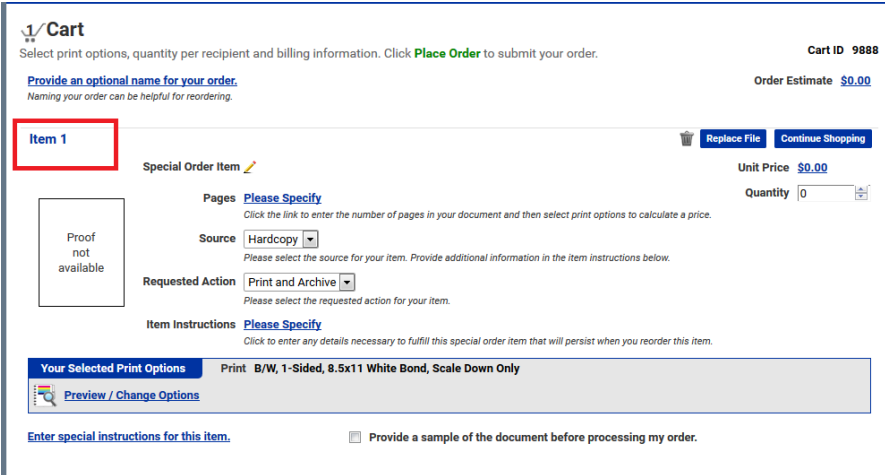 1 Cart
Select print options, quantity per recipient and billing information. Click Place Order to submit your order.
Cart ID 9888
Provide an optional name for your order.
Order Estimate $0.00
Naming your order can be helpful for reordering.
Item 1
Replace File
Continue Shopping
Special Order Item
Unit Price $0.00
Pages Please Specify
Quantity 0
Click the link to enter the number of pages in your document and then select print options to calculate a price.
Proof
not
available
Source Hardcopy
Please select the source for your item. Provide additional information in the item instructions below.
Requested Action Print and Archive
Please select the requested action for your item.
Item Instructions Please Specify
Click to enter any details necessary to fulfill this special order item that will persist when you reorder this item.
Your Selected Print Options Print B/W, 1-Sided, 8.5x11 White Bond, Scale Down Only
Preview / Change Options
Enter special instructions for this item.
Provide a sample of the document before processing my order.